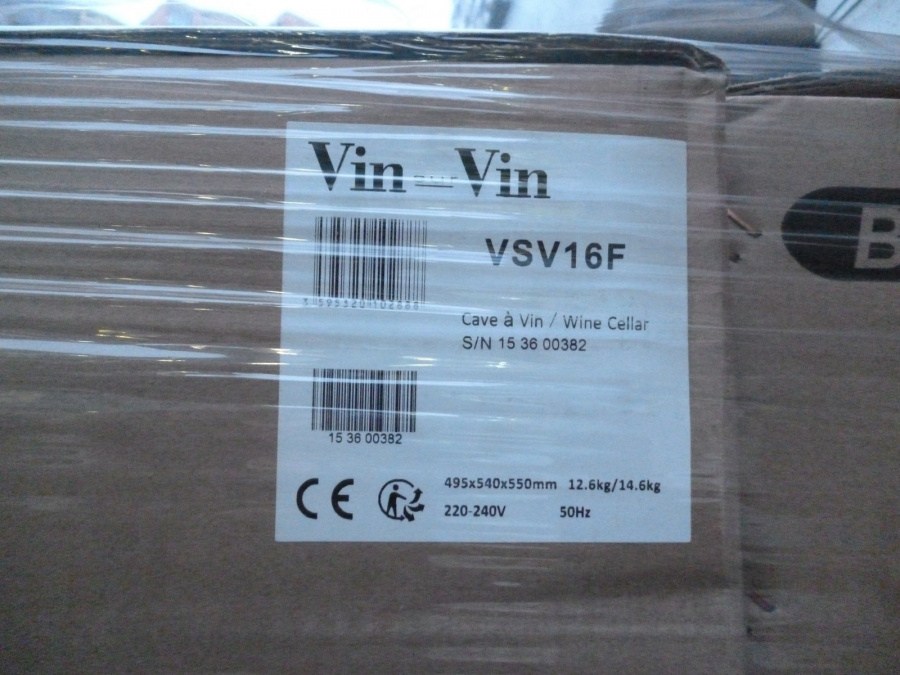 Vin Vin
VSV16F
Cave à Vin / Wine Cellar
S/N 15 36 00382
15 36 00382
CE
495x540x550mm 12.6kg/14.6kg
220-240V 50Hz
B